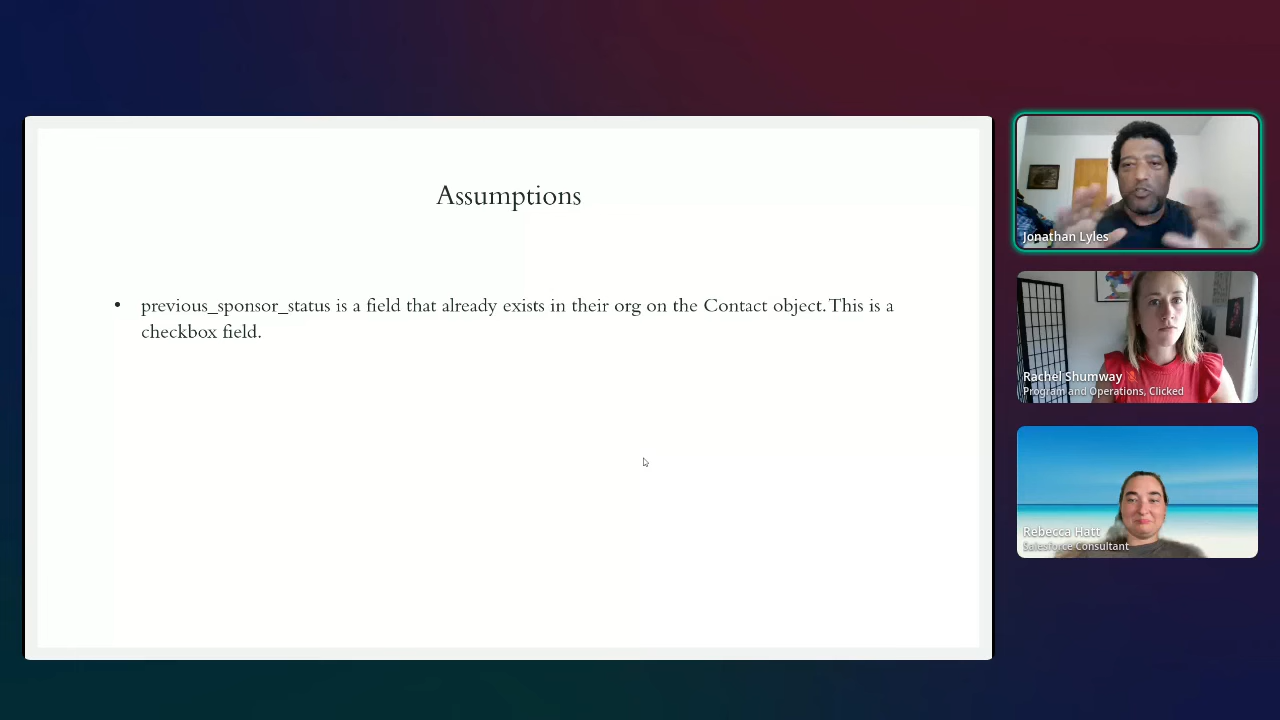 Assumptions
• previous_sponsor_status is a field that already exists in their org on the Contact object. This is a
checkbox field.
Jonathan Lyles
Rachel Shumway
Program and Operations, Clicked
Rebecca Hatt
Salesforce Consultant